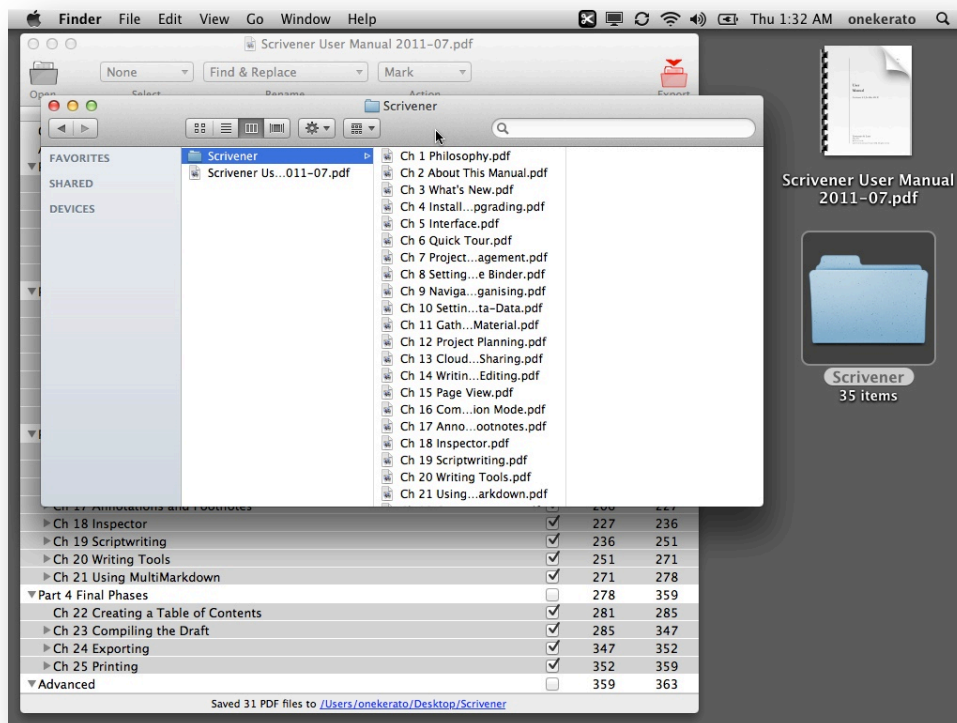 Finder File Edit View Go Window Help Thu 1:32 AM onekerato
Scrivener User Manual 2011-07.pdf
None Find & Replace Mark
Open Select Rename Action Export
Scrivener
FAVORITES
SHARED
DEVICES
Scrivener
Scrivener Us...011-07.pdf
Ch 1 Philosophy.pdf
Ch 2 About This Manual.pdf
Ch 3 What's New.pdf
Ch 4 Install...pgrading.pdf
Ch 5 Interface.pdf
Ch 6 Quick Tour.pdf
Ch 7 Project...agement.pdf
Ch 8 Setting...e Binder.pdf
Ch 9 Naviga...ganising.pdf
Ch 10 Settin...ta-Data.pdf
Ch 11 Gath...Material.pdf
Ch 12 Project Planning.pdf
Ch 13 Cloud...Sharing.pdf
Ch 14 Writin...Editing.pdf
Ch 15 Page View.pdf
Ch 16 Com...ion Mode.pdf
Ch 17 Anno...ootnotes.pdf
Ch 18 Inspector.pdf
Ch 19 Scriptwriting.pdf
Ch 20 Writing Tools.pdf
Ch 21 Using...arkdown.pdf
Ch 17 Annotations and Footnotes 227
Ch 18 Inspector 227 236
Ch 19 Scriptwriting 236 251
Ch 20 Writing Tools 251 271
Ch 21 Using MultiMarkdown 271 278
Part 4 Final Phases 278 359
Ch 22 Creating a Table of Contents 281 285
Ch 23 Compiling the Draft 285 347
Ch 24 Exporting 347 352
Ch 25 Printing 352 359
Advanced 359 363
Saved 31 PDF files to /Users/onekerato/Desktop/Scrivener
User
Manual
Scrivener User Manual
2011-07.pdf
Scrivener
35 items